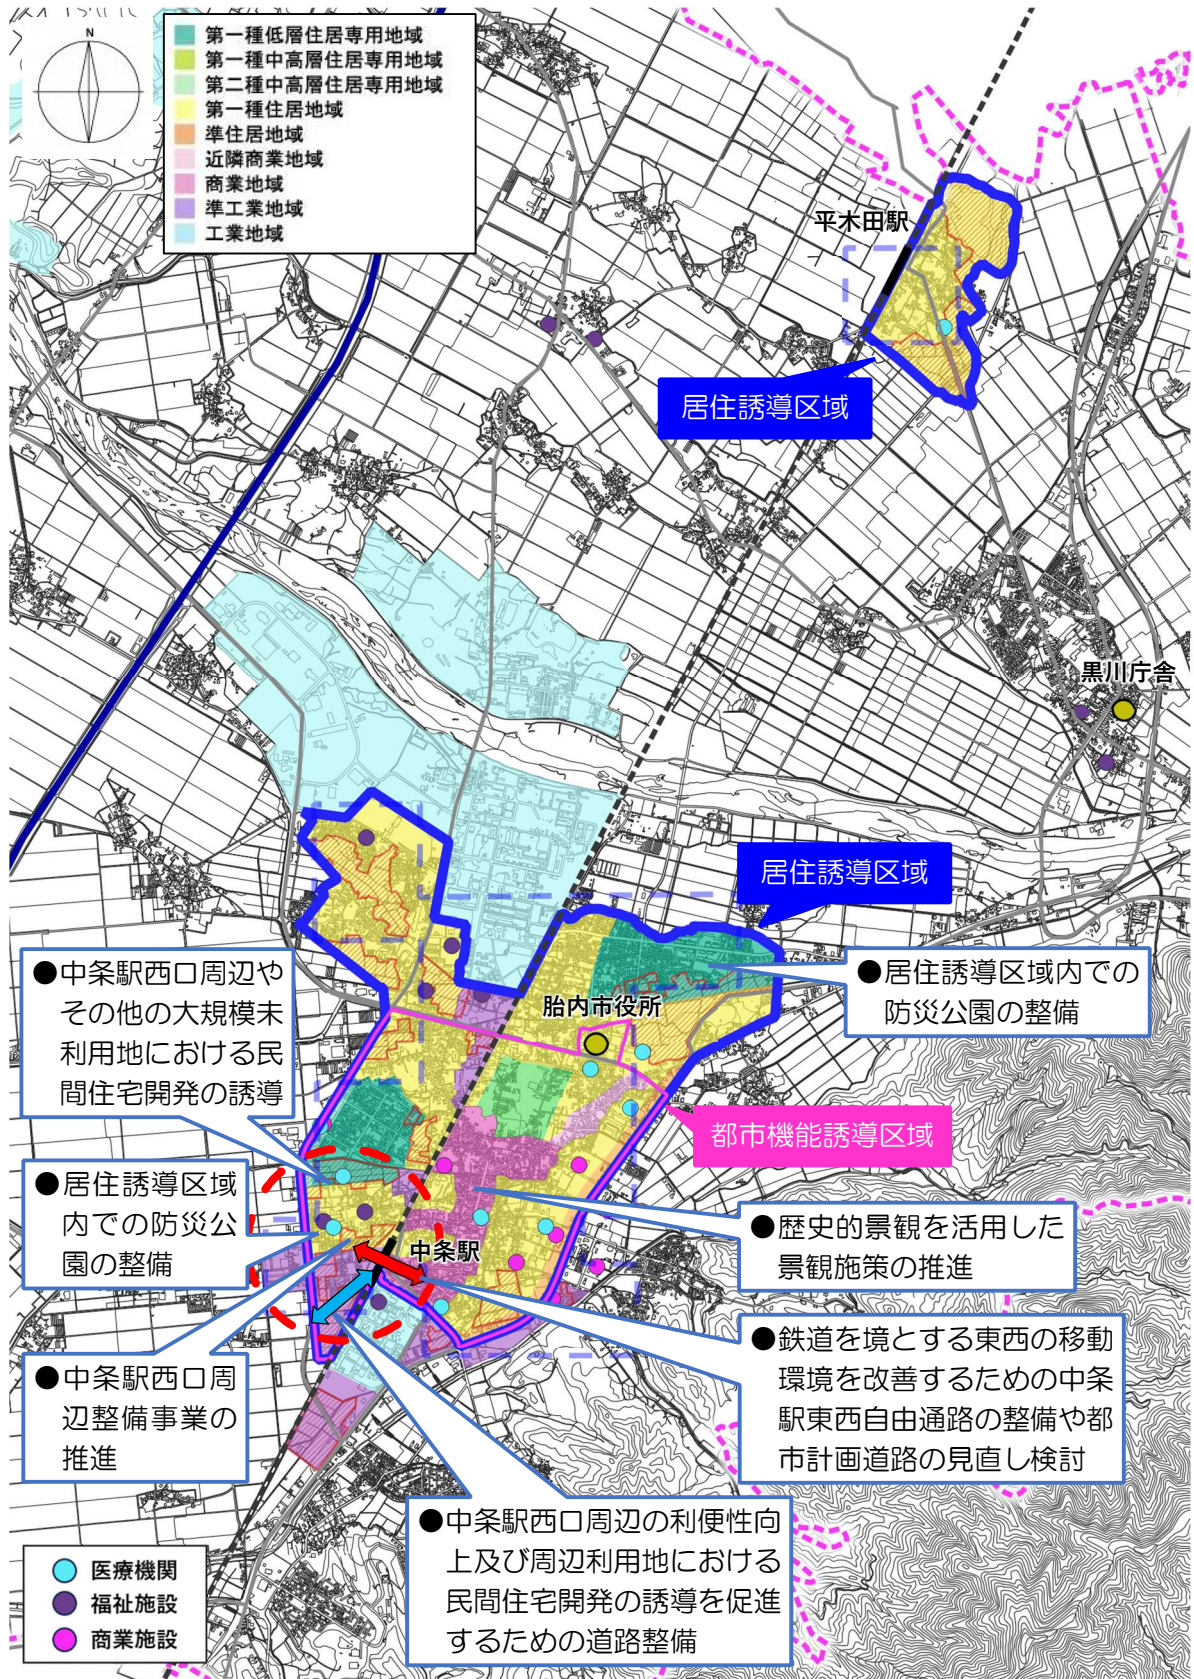 N
第一種低層住居専用地域
第一種中高層住居専用地域
第二種中高層住居専用地域
第一種住居地域
準住居地域
近隣商業地域
商業地域
準工業地域
工業地域
平木田駅
居住誘導区域
黒川庁舎
居住誘導区域
●中条駅西口周辺や
その他の大規模未
利用地における民
間住宅開発の誘導
●居住誘導区域内での
防災公園の整備
胎内市役所
都市機能誘導区域
●居住誘導区域
内での防災公
園の整備
中条駅
●歴史的景観を活用した
景観施策の推進
●中条駅西口周
辺整備事業の
推進
●鉄道を境とする東西の移動
環境を改善するための中条
駅東西自由通路の整備や都
市計画道路の見直し検討
●中条駅西口周辺の利便性向
上及び周辺利用地における
民間住宅開発の誘導を促進
するための道路整備
医療機関
福祉施設
商業施設